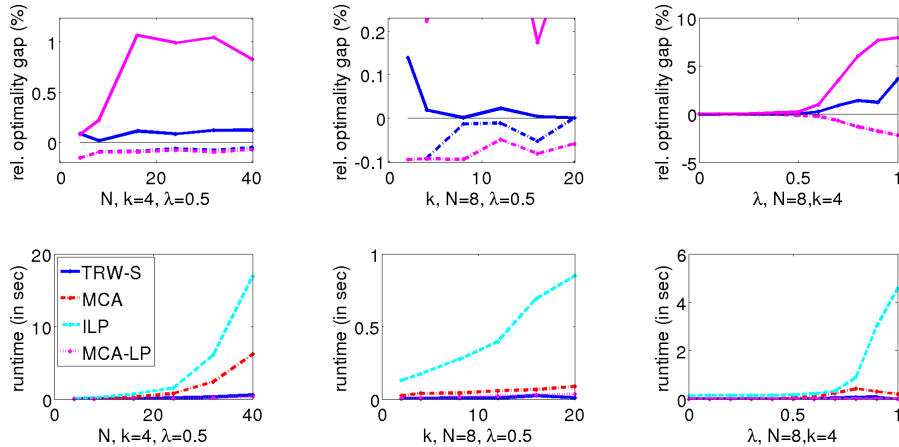 rel. optimality gap (%)
1
0.5
0
0
20
40
N, k=4, λ=0.5
rel. optimality gap (%)
0.2
0.1
0
-0.1
0
10
20
k, N=8, λ=0.5
rel. optimality gap (%)
10
5
0
-5
0
0.5
1
λ, N=8,k=4
runtime (in sec)
20
10
0
0
20
40
N, k=4, λ=0.5
TRW-S
MCA
ILP
MCA-LP
runtime (in sec)
1
0.5
0
0
10
20
k, N=8, λ=0.5
runtime (in sec)
6
4
2
0
0
0.5
1
λ, N=8,k=4